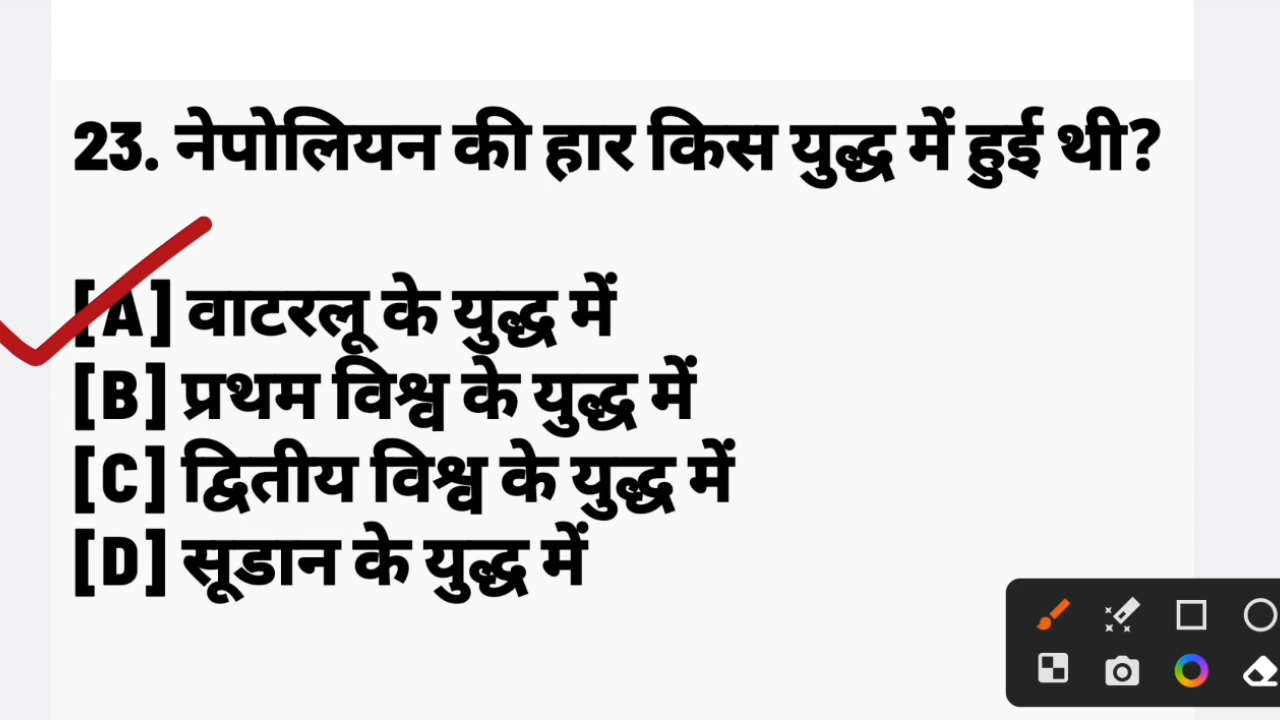 23. नेपोलियन की हार किस युद्ध में हुई थी?
[A] वाटरलू के युद्ध में
[B] प्रथम विश्व के युद्ध में
[C] द्वितीय विश्व के युद्ध में
[D] सूडान के युद्ध में